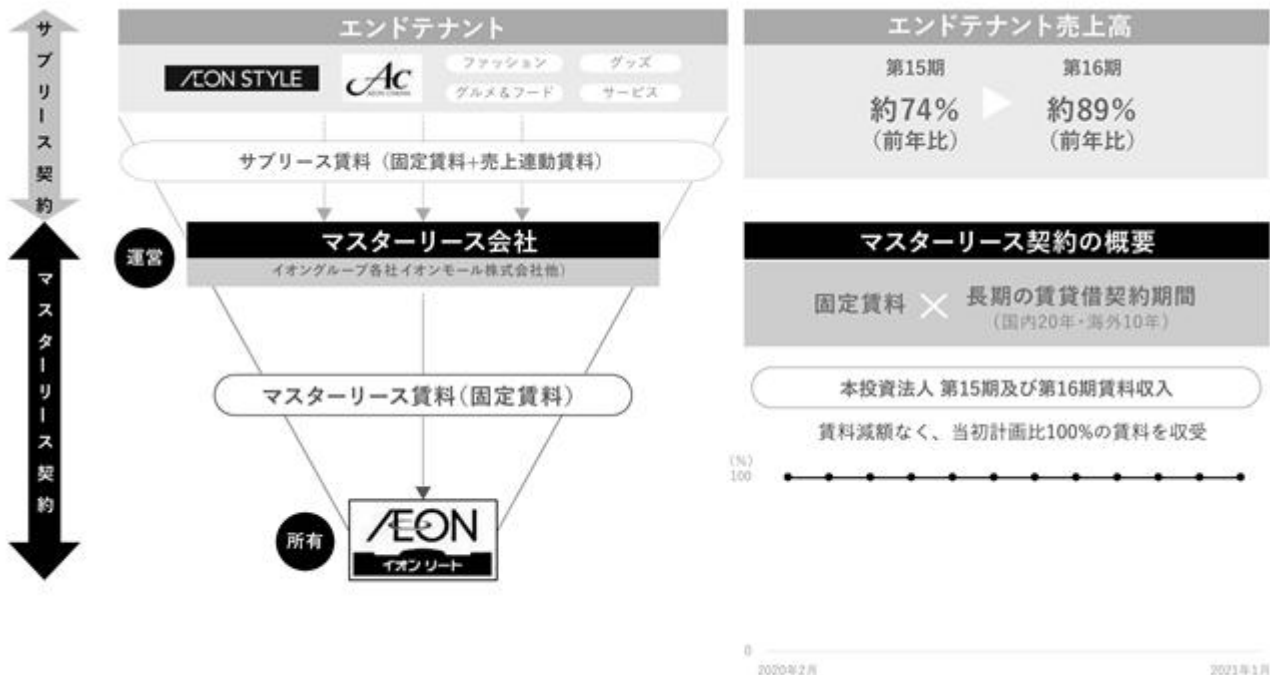 サブリース契約
エンドテナント
ÆON STYLE
Ac
AEON CINEMA
ファッション
グッズ
グルメ&フード
サービス
サブリース賃料（固定賃料+売上連動賃料）
マスターリース契約
運営
マスターリース会社
イオングループ各社イオンモール株式会社他）
マスターリース賃料（固定賃料）
所有
ÆON
イオン リート
エンドテナント売上高
第15期
第16期
約74%
約89%
（前年比）
（前年比）
マスターリース契約の概要
固定賃料 × 長期の賃貸借契約期間
（国内20年・海外10年）
本投資法人 第15期及び第16期賃料収入
賃料減額なく、当初計画比100%の賃料を収受
(%)
100
0
2020年2月
2021年1月